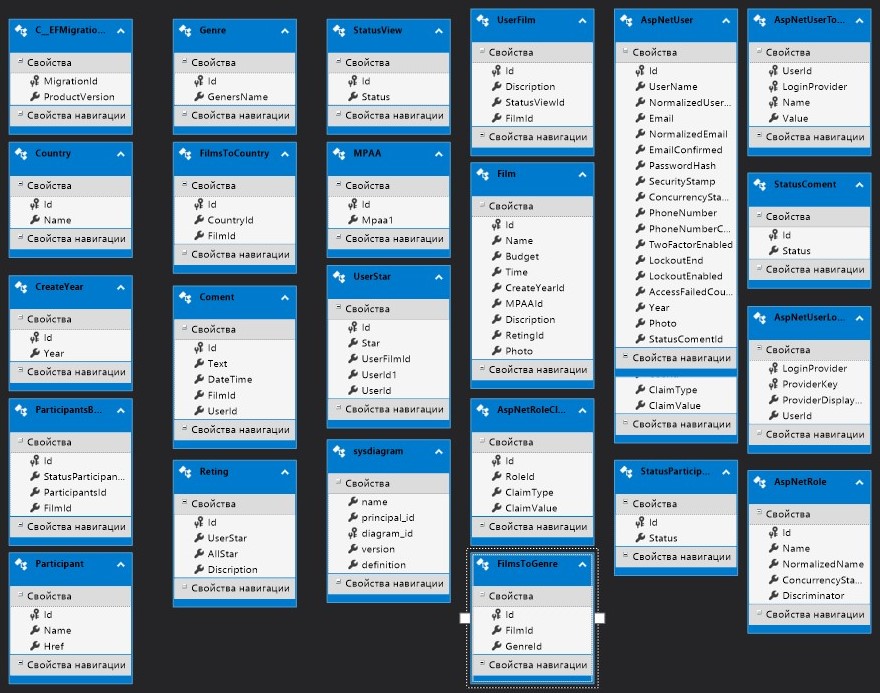 C__EFMigratio...
Свойства
MigrationId
ProductVersion
Свойства навигации
Country
Свойства
Id
Name
Свойства навигации
CreateYear
Свойства
Id
Year
Свойства навигации
ParticipantsB...
Свойства
Id
StatusParticipan...
ParticipantsId
FilmId
Свойства навигации
Participant
Свойства
Id
Name
Href
Свойства навигации
Genre
Свойства
Id
GenersName
Свойства навигации
FilmsToCountry
Свойства
Id
CountryId
FilmId
Свойства навигации
Coment
Свойства
Id
Text
DateTime
FilmId
UserId
Свойства навигации
Reting
Свойства
Id
UserStar
AllStar
Discription
Свойства навигации
StatusView
Свойства
Id
Status
Свойства навигации
MPAA
Свойства
Id
Mpaa1
Свойства навигации
UserStar
Свойства
Id
Star
UserFilmId
UserId1
UserId
Свойства навигации
sysdiagram
Свойства
name
principal_id
diagram_id
version
definition
Свойства навигации
UserFilm
Свойства
Id
Discription
StatusViewId
FilmId
Свойства навигации
Film
Свойства
Id
Name
Budget
Time
CreateYearId
MPAAId
Discription
RetingId
Photo
Свойства навигации
AspNetRoleCl...
Свойства
Id
RoleId
ClaimType
ClaimValue
Свойства навигации
FilmsToGenre
Свойства
Id
FilmId
GenreId
Свойства навигации
AspNetUser
Свойства
Id
UserName
NormalizedUser...
Email
NormalizedEmail
EmailConfirmed
PasswordHash
SecurityStamp
ConcurrencySta...
PhoneNumber
PhoneNumberC...
TwoFactorEnabled
LockoutEnd
LockoutEnabled
AccessFailedCou...
Year
Photo
StatusComentId
Свойства навигации
ClaimType
ClaimValue
Свойства навигации
StatusParticip...
Свойства
Id
Status
Свойства навигации
AspNetUserTo...
Свойства
UserId
LoginProvider
Name
Value
Свойства навигации
StatusComent
Свойства
Id
Status
Свойства навигации
AspNetUserLo...
Свойства
LoginProvider
ProviderKey
ProviderDisplay...
UserId
Свойства навигации
AspNetRole
Свойства
Id
Name
NormalizedName
ConcurrencySta...
Discriminator
Свойства навигации